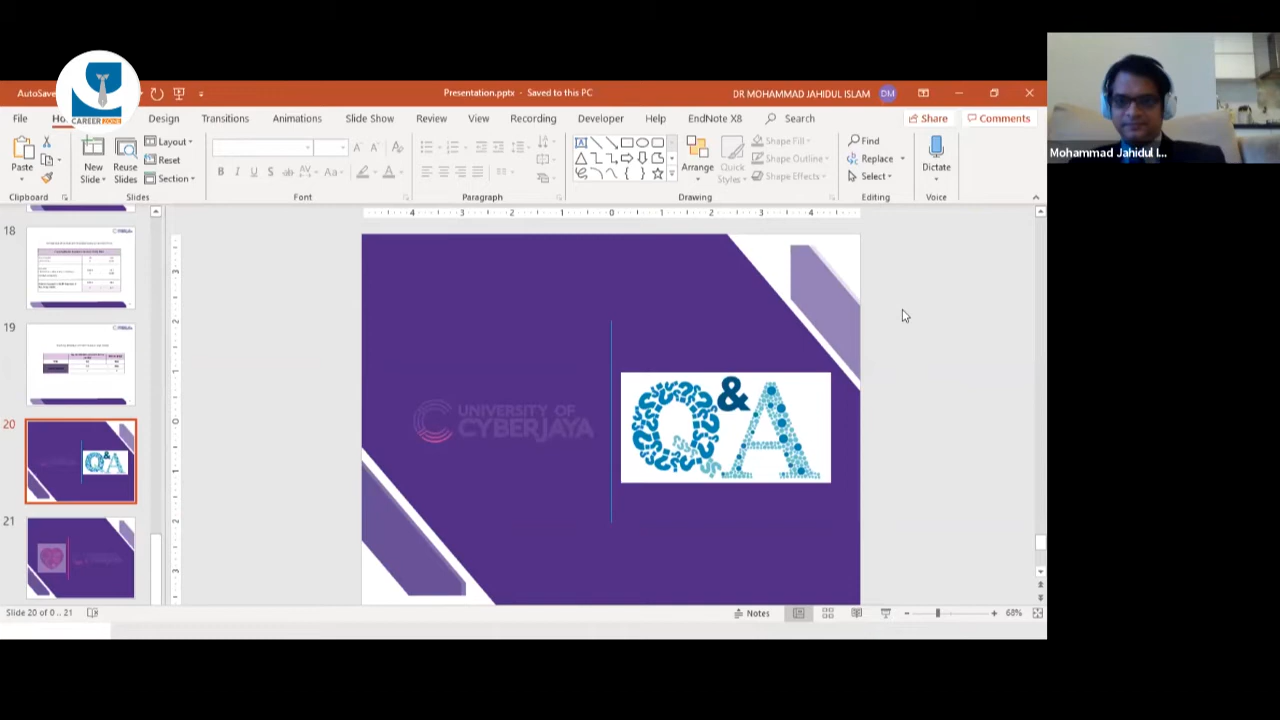 AutoSave
Presentation.pptx - Saved to this PC
DR MOHAMMAD JAHIDUL ISLAM
DM
CAREER ZONE
File
Design
Transitions
Animations
Slide Show
Review
View
Recording
Developer
Help
EndNote X8
Search
Share
Comments
Paste
New Slide
Reuse Slides
Layout
Reset
Section
Shape Fill
Shape Outline
Shape Effects
Arrange
Quick Styles
Find
Replace
Select
Dictate
Clipboard
Slides
Font
Paragraph
Drawing
Editing
Voice
Mohammad Jahidul I...
18
19
20
21
Q&A
UNIVERSITY OF
CYBERJAYA
Q&A
Slide 20 of 0 .. 21
Notes
68%